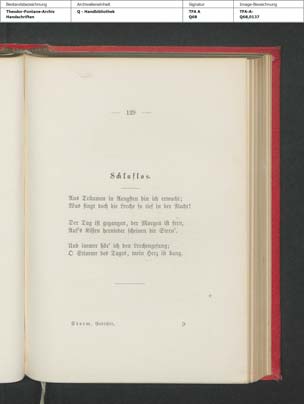 Bestandsbezeichnung
Archivalieneinheit
Signatur
Image-Bezeichnung
Theodor-Fontane-Archiv
Handschriften
Q - Handbibliothek
TFA A
Q68
TFA-A-
Q68,0137
— 129 —
Schlaflos.
Aus Träumen in Aengsten bin ich erwacht;
Was singt doch die Lerche so tief in der Nacht!
Der Tag ist gegangen, der Morgen ist fern,
Auf's Kissen hernieder scheinen die Stern'.
Und immer hör' ich den Lerchengesang;
O Stimme des Tages, mein Herz ist bang.
Storm, Gedichte.
9